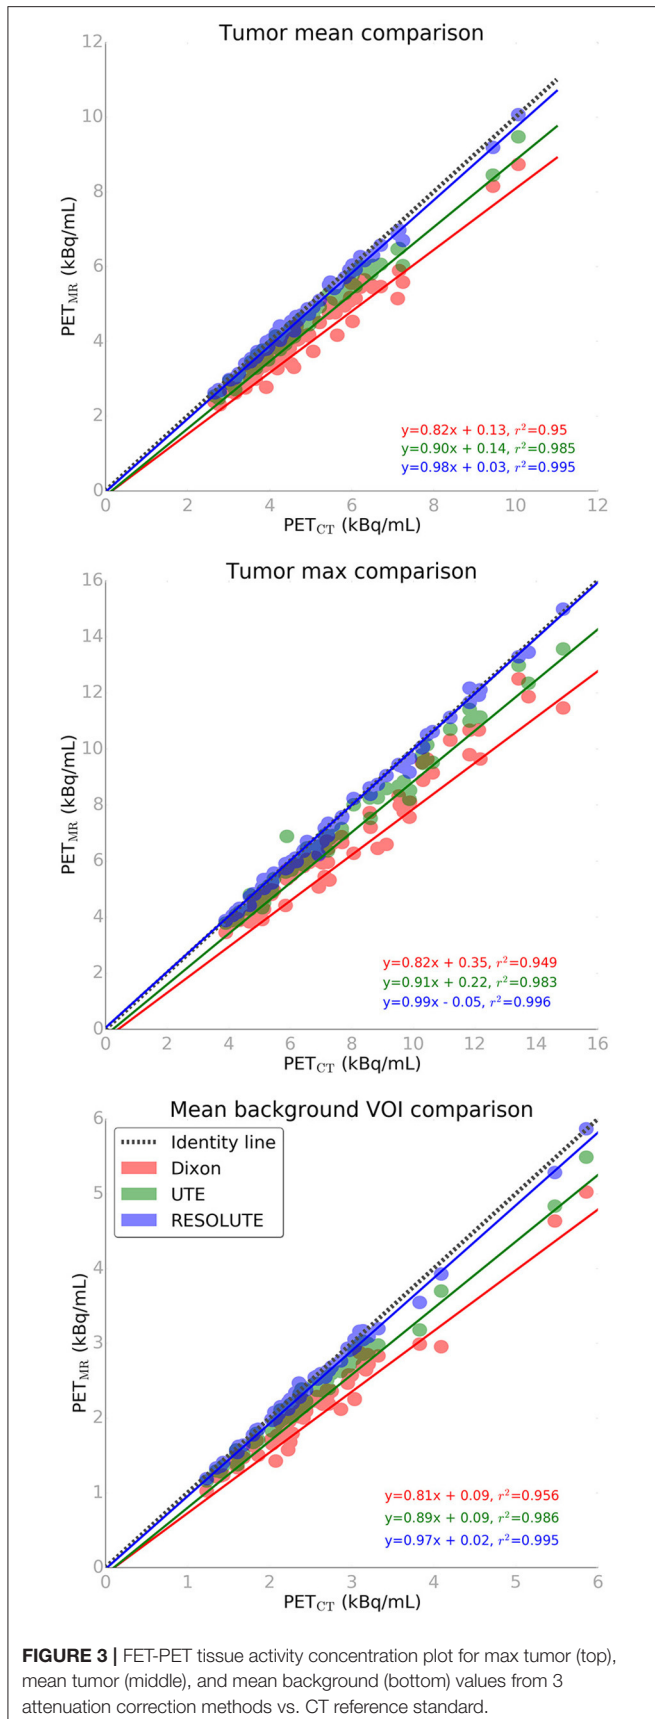 Tumor mean comparison
12
10
8
6
4
2
0
PETMR (kBq/mL)
y=0.82x + 0.13, r²=0.95
y=0.90x + 0.14, r²=0.985
y=0.98x + 0.03, r²=0.995
0 2 4 6 8 10 12
PETCT (kBq/mL)
Tumor max comparison
16
14
12
10
8
6
4
2
0
PETMR (kBq/mL)
y=0.82x + 0.35, r²=0.949
y=0.91x + 0.22, r²=0.983
y=0.99x - 0.05, r²=0.996
0 2 4 6 8 10 12 14 16
PETCT (kBq/mL)
Mean background VOI comparison
6
5
4
3
2
1
0
PETMR (kBq/mL)
Identity line
Dixon
UTE
RESOLUTE
y=0.81x + 0.09, r²=0.956
y=0.89x + 0.09, r²=0.986
y=0.97x + 0.02, r²=0.995
0 1 2 3 4 5 6
PETCT (kBq/mL)
FIGURE 3 | FET-PET tissue activity concentration plot for max tumor (top),
mean tumor (middle), and mean background (bottom) values from 3
attenuation correction methods vs. CT reference standard.